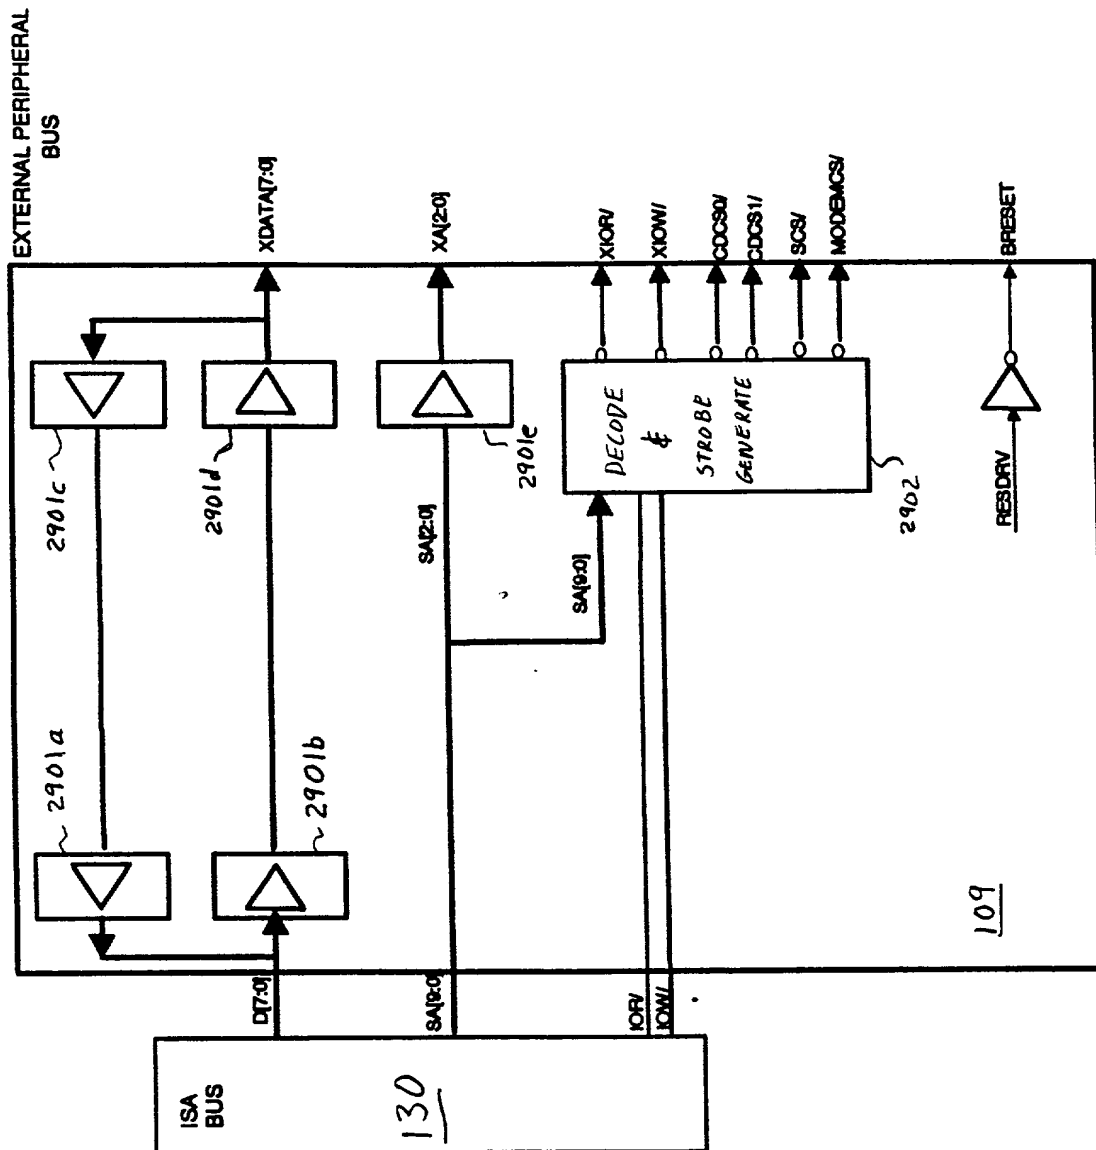 EXTERNAL PERIPHERAL
BUS
XDATA[7:0]
XA[2:0]
XIOR/
XIOW/
CDCS0/
CDCS1/
SCS/
MODEMCS/
BRESET
2901c
2901d
2901e
SA[2:0]
DECODE
&
STROBE
GENERATE
2902
SA[9:0]
RESDRV
2901a
2901b
109
D[7:0]
SA[9:0]
IOR/
IOW/
ISA
BUS
130